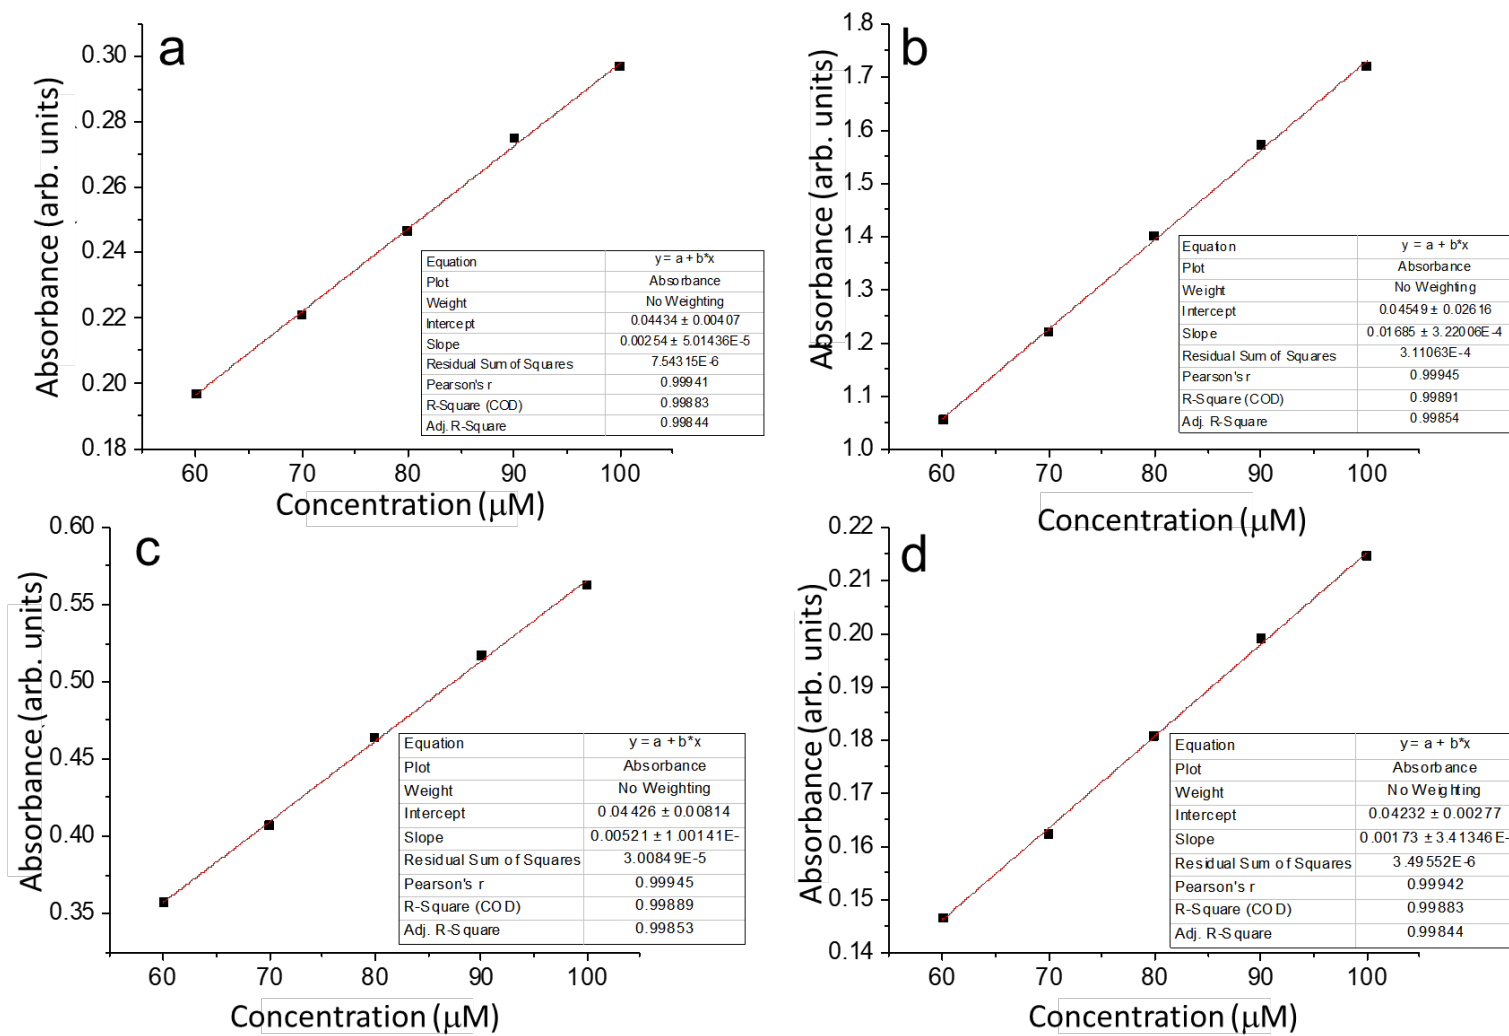 a
Absorbance (arb. units)
0.30
0.28
0.26
0.24
0.22
0.20
0.18
60 70 80 90 100
Concentration (μM)
Equation y = a + b*x
Plot Absorbance
Weight No Weighting
Intercept 0.04434 ± 0.00407
Slope 0.00254 ± 5.01436E-5
Residual Sum of Squares 7.54315E-6
Pearson's r 0.99941
R-Square (COD) 0.99883
Adj. R-Square 0.99844
b
Absorbance (arb. units)
1.8
1.7
1.6
1.5
1.4
1.3
1.2
1.1
1.0
60 70 80 90 100
Concentration (μM)
Equation y = a + b*x
Plot Absorbance
Weight No Weighting
Intercept 0.04549 ± 0.02616
Slope 0.01685 ± 3.22006E-4
Residual Sum of Squares 3.11063E-4
Pearson's r 0.99945
R-Square (COD) 0.99891
Adj. R-Square 0.99854
c
Absorbance (arb. units)
0.60
0.55
0.50
0.45
0.40
0.35
60 70 80 90 100
Concentration (μM)
Equation y = a + b*x
Plot Absorbance
Weight No Weighting
Intercept 0.04426 ± 0.00814
Slope 0.00521 ± 1.00141E-
Residual Sum of Squares 3.00849E-5
Pearson's r 0.99945
R-Square (COD) 0.99889
Adj. R-Square 0.99853
d
Absorbance (arb. units)
0.22
0.21
0.20
0.19
0.18
0.17
0.16
0.15
0.14
60 70 80 90 100
Concentration (μM)
Equation y = a + b*x
Plot Absorbance
Weight No Weighting
Intercept 0.04232 ± 0.00277
Slope 0.00173 ± 3.41346E-
Residual Sum of Squares 3.49552E-6
Pearson's r 0.99942
R-Square (COD) 0.99883
Adj. R-Square 0.99844